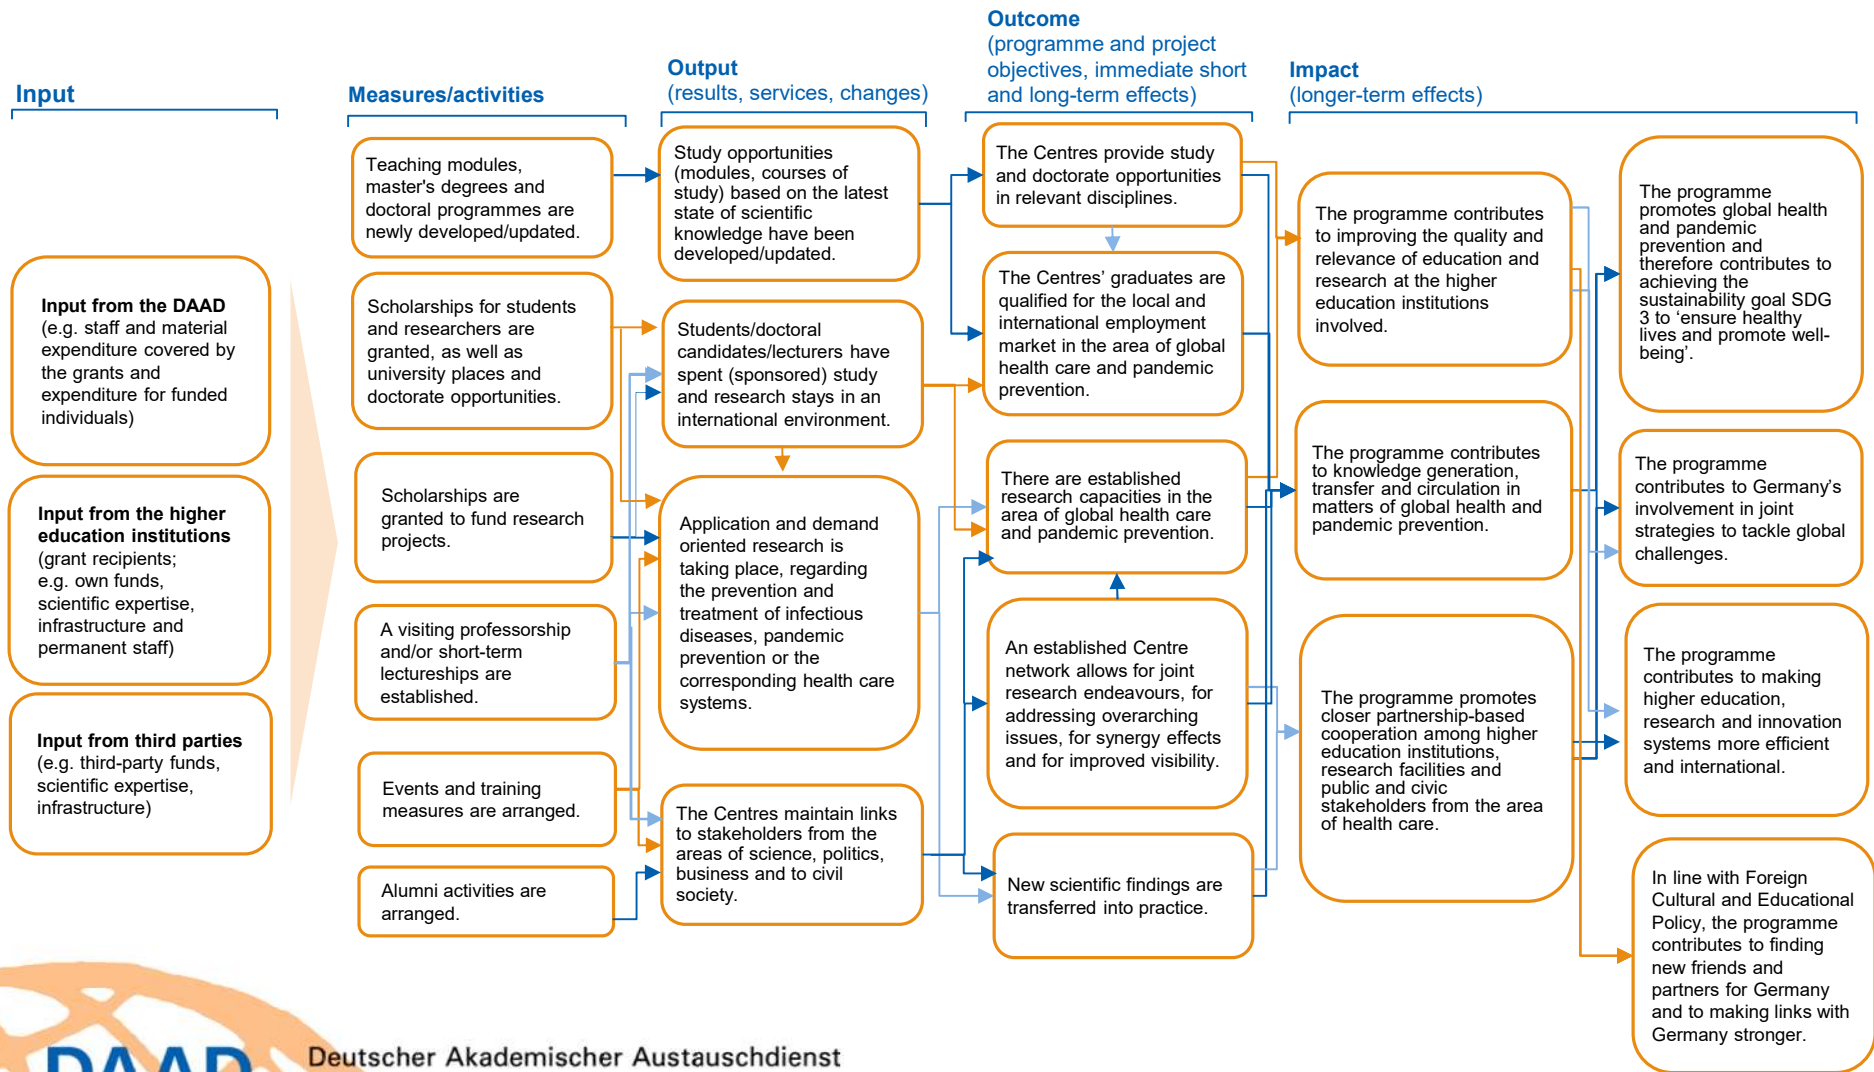 Input
Input from the DAAD
(e.g. staff and material
expenditure covered by
the grants and
expenditure for funded
individuals)
Input from the higher
education institutions
(grant recipients;
e.g. own funds,
scientific expertise,
infrastructure and
permanent staff)
Input from third parties
(e.g. third-party funds,
scientific expertise,
infrastructure)
Measures/activities
Teaching modules,
master's degrees and
doctoral programmes are
newly developed/updated.
Scholarships for students
and researchers are
granted, as well as
university places and
doctorate opportunities.
Scholarships are
granted to fund research
projects.
A visiting professorship
and/or short-term
lectureships are
established.
Events and training
measures are arranged.
Alumni activities are
arranged.
Output
(results, services, changes)
Study opportunities
(modules, courses of
study) based on the latest
state of scientific
knowledge have been
developed/updated.
Students/doctoral
candidates/lecturers have
spent (sponsored) study
and research stays in an
international environment.
Application and demand
oriented research is
taking place, regarding
the prevention and
treatment of infectious
diseases, pandemic
prevention or the
corresponding health care
systems.
The Centres maintain links
to stakeholders from the
areas of science, politics,
business and to civil
society.
Outcome
(programme and project
objectives, immediate short
and long-term effects)
The Centres provide study
and doctorate opportunities
in relevant disciplines.
The Centres’ graduates are
qualified for the local and
international employment
market in the area of global
health care and pandemic
prevention.
There are established
research capacities in the
area of global health care
and pandemic prevention.
An established Centre
network allows for joint
research endeavours, for
addressing overarching
issues, for synergy effects
and for improved visibility.
New scientific findings are
transferred into practice.
Impact
(longer-term effects)
The programme contributes
to improving the quality and
relevance of education and
research at the higher
education institutions
involved.
The programme contributes
to knowledge generation,
transfer and circulation in
matters of global health and
pandemic prevention.
The programme promotes
closer partnership-based
cooperation among higher
education institutions,
research facilities and
public and civic
stakeholders from the area
of health care.
The programme
promotes global health
and pandemic
prevention and
therefore contributes to
achieving the
sustainability goal SDG
3 to ‘ensure healthy
lives and promote well-
being’.
The programme
contributes to Germany’s
involvement in joint
strategies to tackle global
challenges.
The programme
contributes to making
higher education,
research and innovation
systems more efficient
and international.
In line with Foreign
Cultural and Educational
Policy, the programme
contributes to finding
new friends and
partners for Germany
and to making links with
Germany stronger.
DAAD
Deutscher Akademischer Austauschdienst